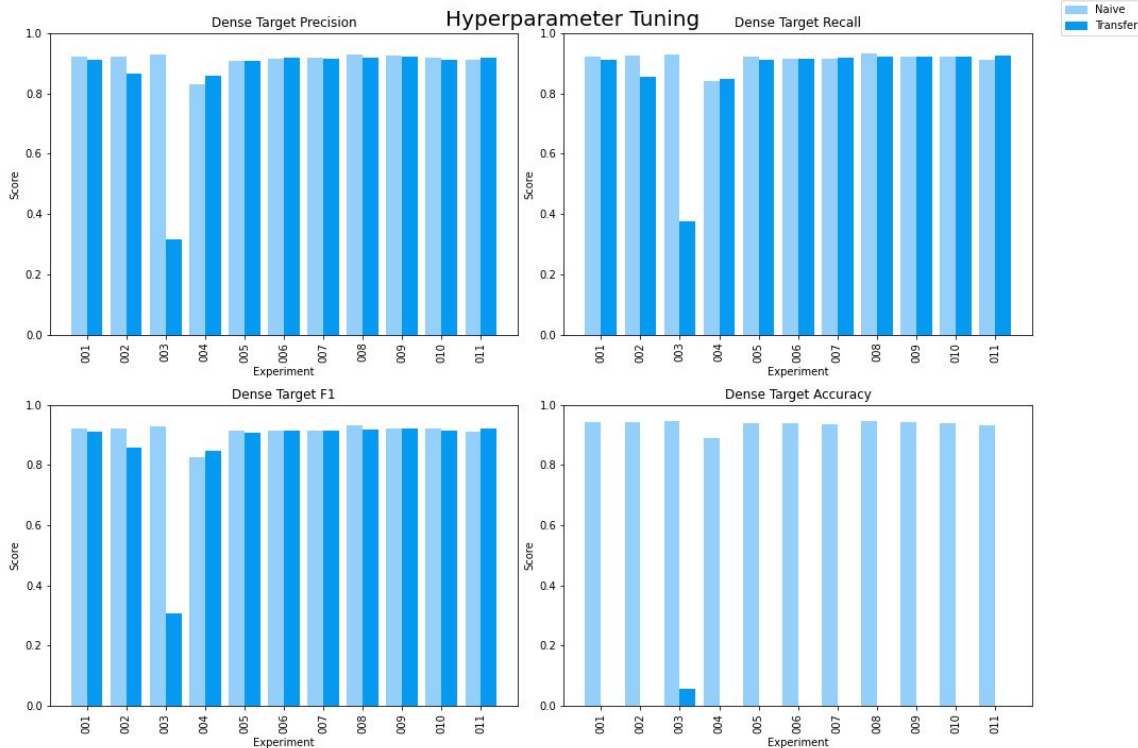 Hyperparameter Tuning
Naive
Transfer
Dense Target Precision
1.0
0.8
0.6
0.4
0.2
0.0
Score
001 002 003 004 005 006 007 008 009 010 011
Experiment
Dense Target Recall
1.0
0.8
0.6
0.4
0.2
0.0
Score
001 002 003 004 005 006 007 008 009 010 011
Experiment
Dense Target F1
1.0
0.8
0.6
0.4
0.2
0.0
Score
001 002 003 004 005 006 007 008 009 010 011
Experiment
Dense Target Accuracy
1.0
0.8
0.6
0.4
0.2
0.0
Score
001 002 003 004 005 006 007 008 009 010 011
Experiment